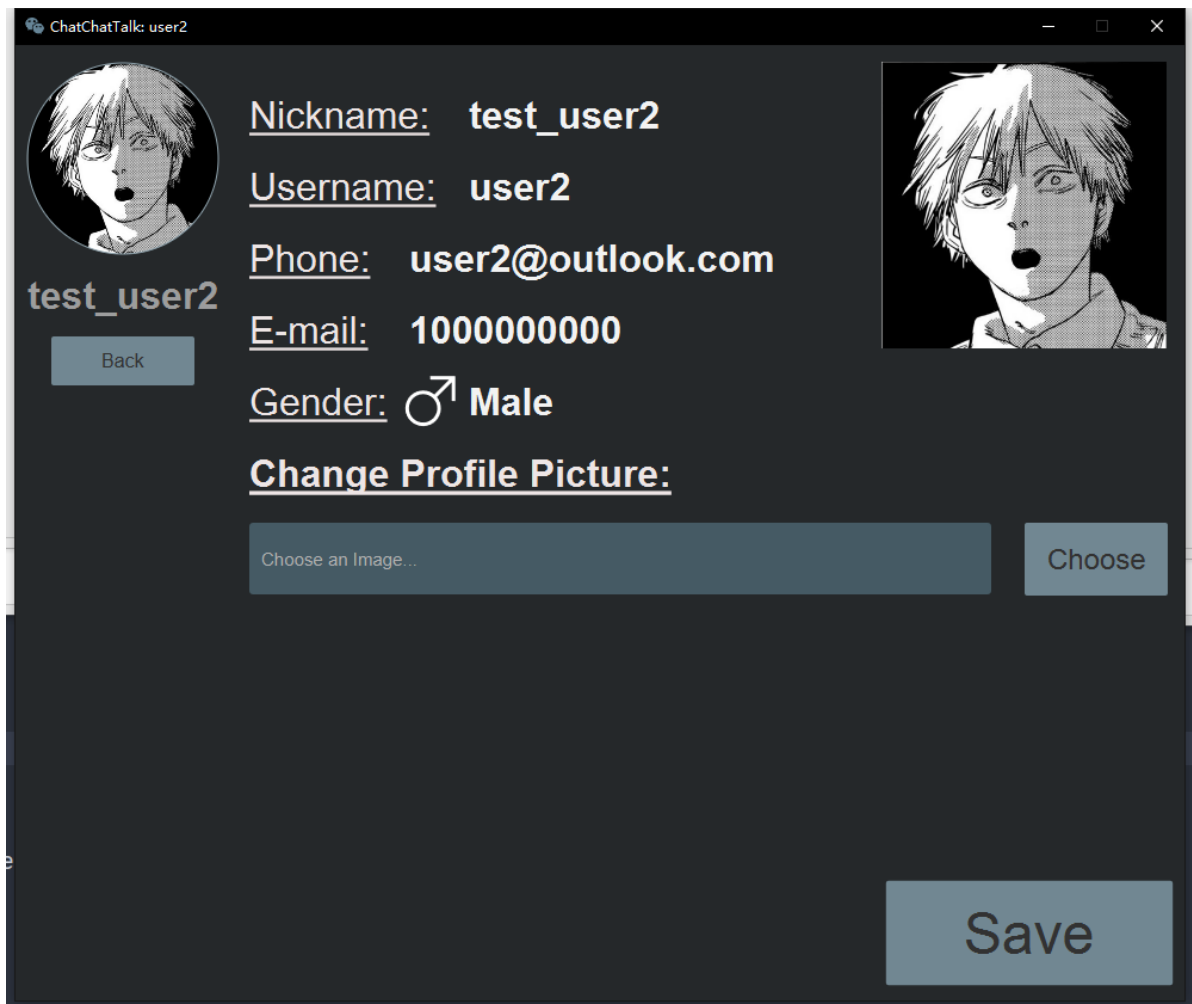 ChatChatTalk: user2
test_user2
Back
Nickname: test_user2
Username: user2
Phone: user2@outlook.com
E-mail: 1000000000
Gender: ♂ Male
Change Profile Picture:
Choose an Image...
Choose
Save
e